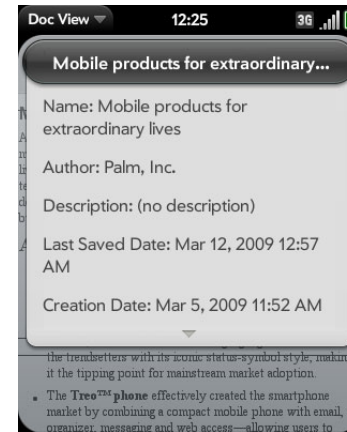 Doc View 12:25 3G
Mobile products for extraordinary...
Name: Mobile products for
extraordinary lives
Author: Palm, Inc.
Description: (no description)
Last Saved Date: Mar 12, 2009 12:57
AM
Creation Date: Mar 5, 2009 11:52 AM
the trendsetters with its iconic status-symbol style, making
it the tipping point for mainstream market adoption.
• The Treo™ phone effectively created the smartphone
market by combining a compact mobile phone with email,
organizer, messaging and web access—allowing users to